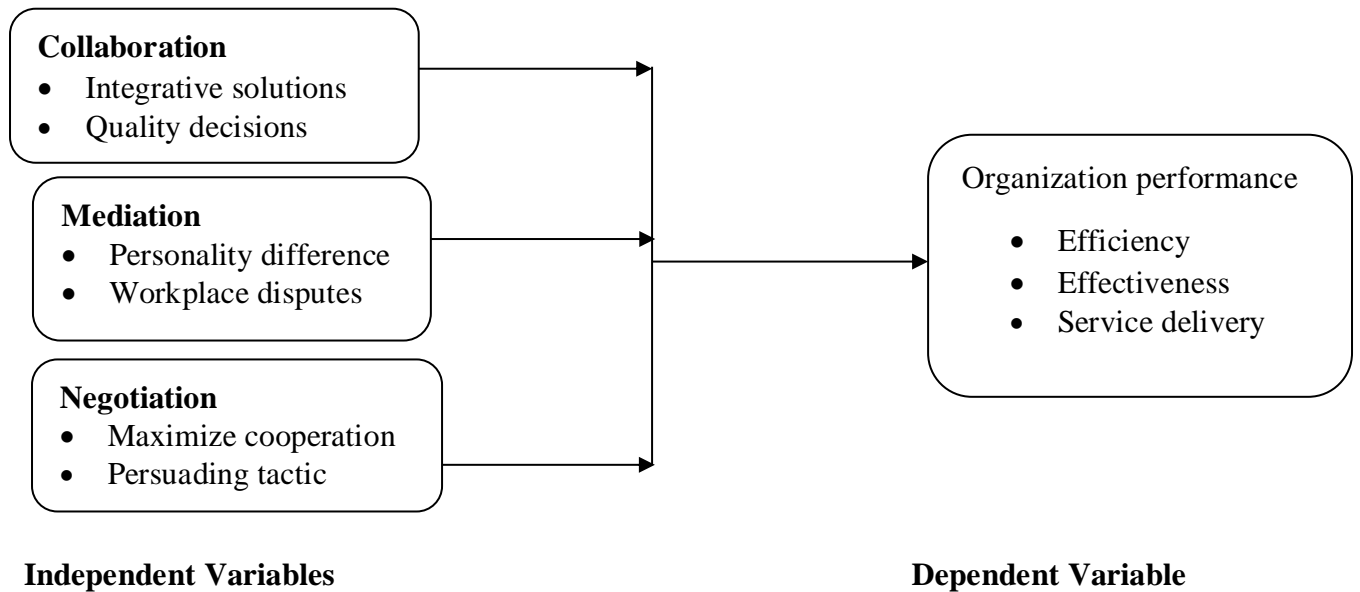 Collaboration
• Integrative solutions
• Quality decisions
Mediation
• Personality difference
• Workplace disputes
Negotiation
• Maximize cooperation
• Persuading tactic
Organization performance
• Efficiency
• Effectiveness
• Service delivery
Independent Variables
Dependent Variable